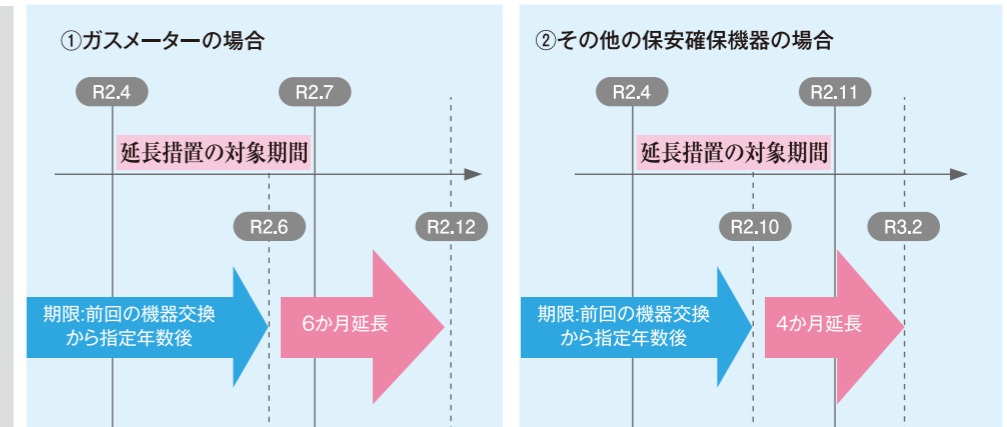 ①ガスメーターの場合
R2.4
R2.7
延長措置の対象期間
R2.6
R2.12
期限:前回の機器交換
から指定年数後
6か月延長
②その他の保安確保機器の場合
R2.4
R2.11
延長措置の対象期間
R2.10
R3.2
期限:前回の機器交換
から指定年数後
4か月延長